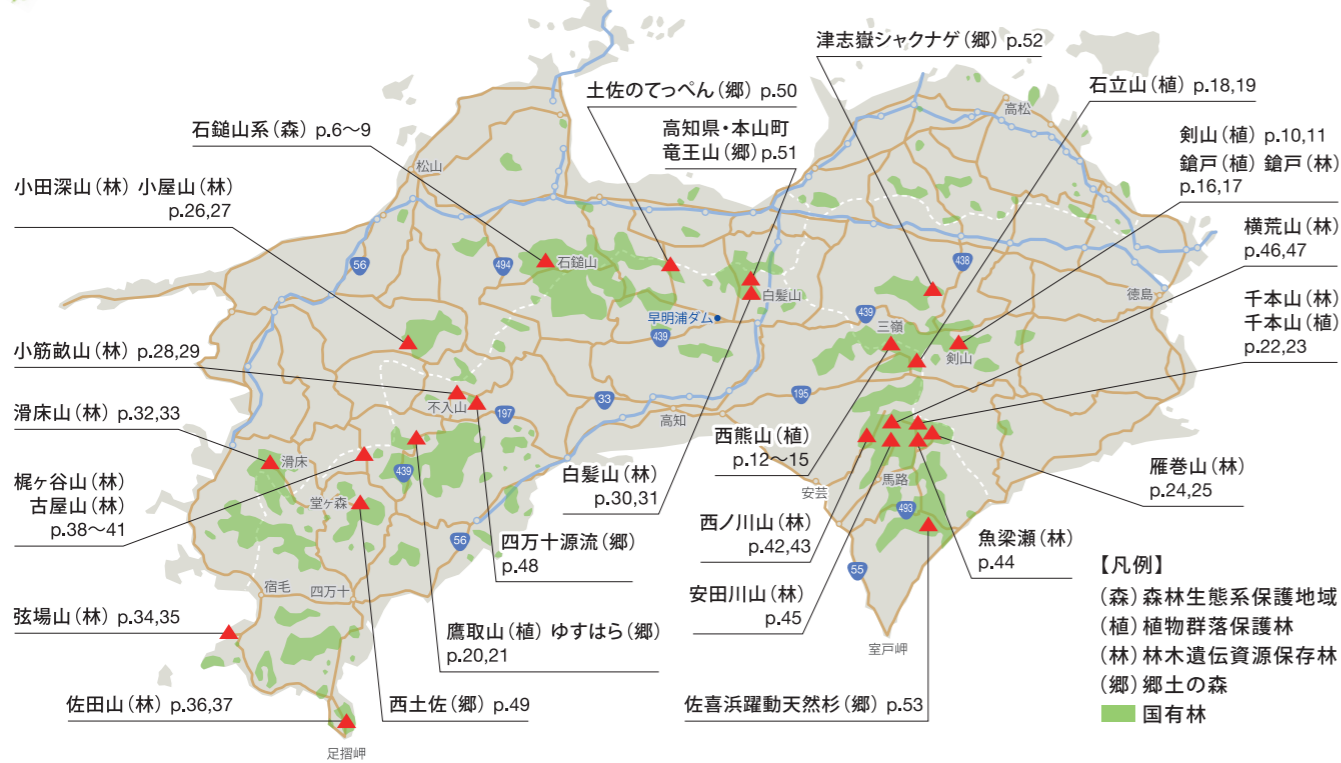 津志嶽シャクナゲ(郷) p.52
土佐のてっぺん(郷) p.50
石立山(植) p.18,19
高知県・本山町
竜王山(郷) p.51
石鎚山系(森) p.6〜9
剣山(植) p.10,11
鎗戸(植) 鎗戸(林)
p.16,17
小田深山(林) 小屋山(林)
p.26,27
横荒山(林)
p.46,47
千本山(林)
千本山(植)
p.22,23
小筋畝山(林) p.28,29
滑床山(林) p.32,33
梶ヶ谷山(林)
古屋山(林)
p.38〜41
弦場山(林) p.34,35
佐田山(林) p.36,37
西土佐(郷) p.49
鷹取山(植) ゆすはら(郷)
p.20,21
四万十源流(郷)
p.48
白髪山(林)
p.30,31
西熊山(植)
p.12〜15
西ノ川山(林)
p.42,43
安田川山(林)
p.45
佐喜浜躍動天然杉(郷) p.53
魚梁瀬(林)
p.44
雁巻山(林)
p.24,25
高松
松山
石鎚山
白髪山
早明浦ダム
徳島
三嶺
剣山
不入山
高知
滑床
堂ヶ森
馬路
安芸
宿毛
四万十
室戸岬
足摺岬
56
494
438
439
439
195
33
197
439
493
56
55
【凡例】
(森)森林生態系保護地域
(植)植物群落保護林
(林)林木遺伝資源保存林
(郷)郷土の森
国有林